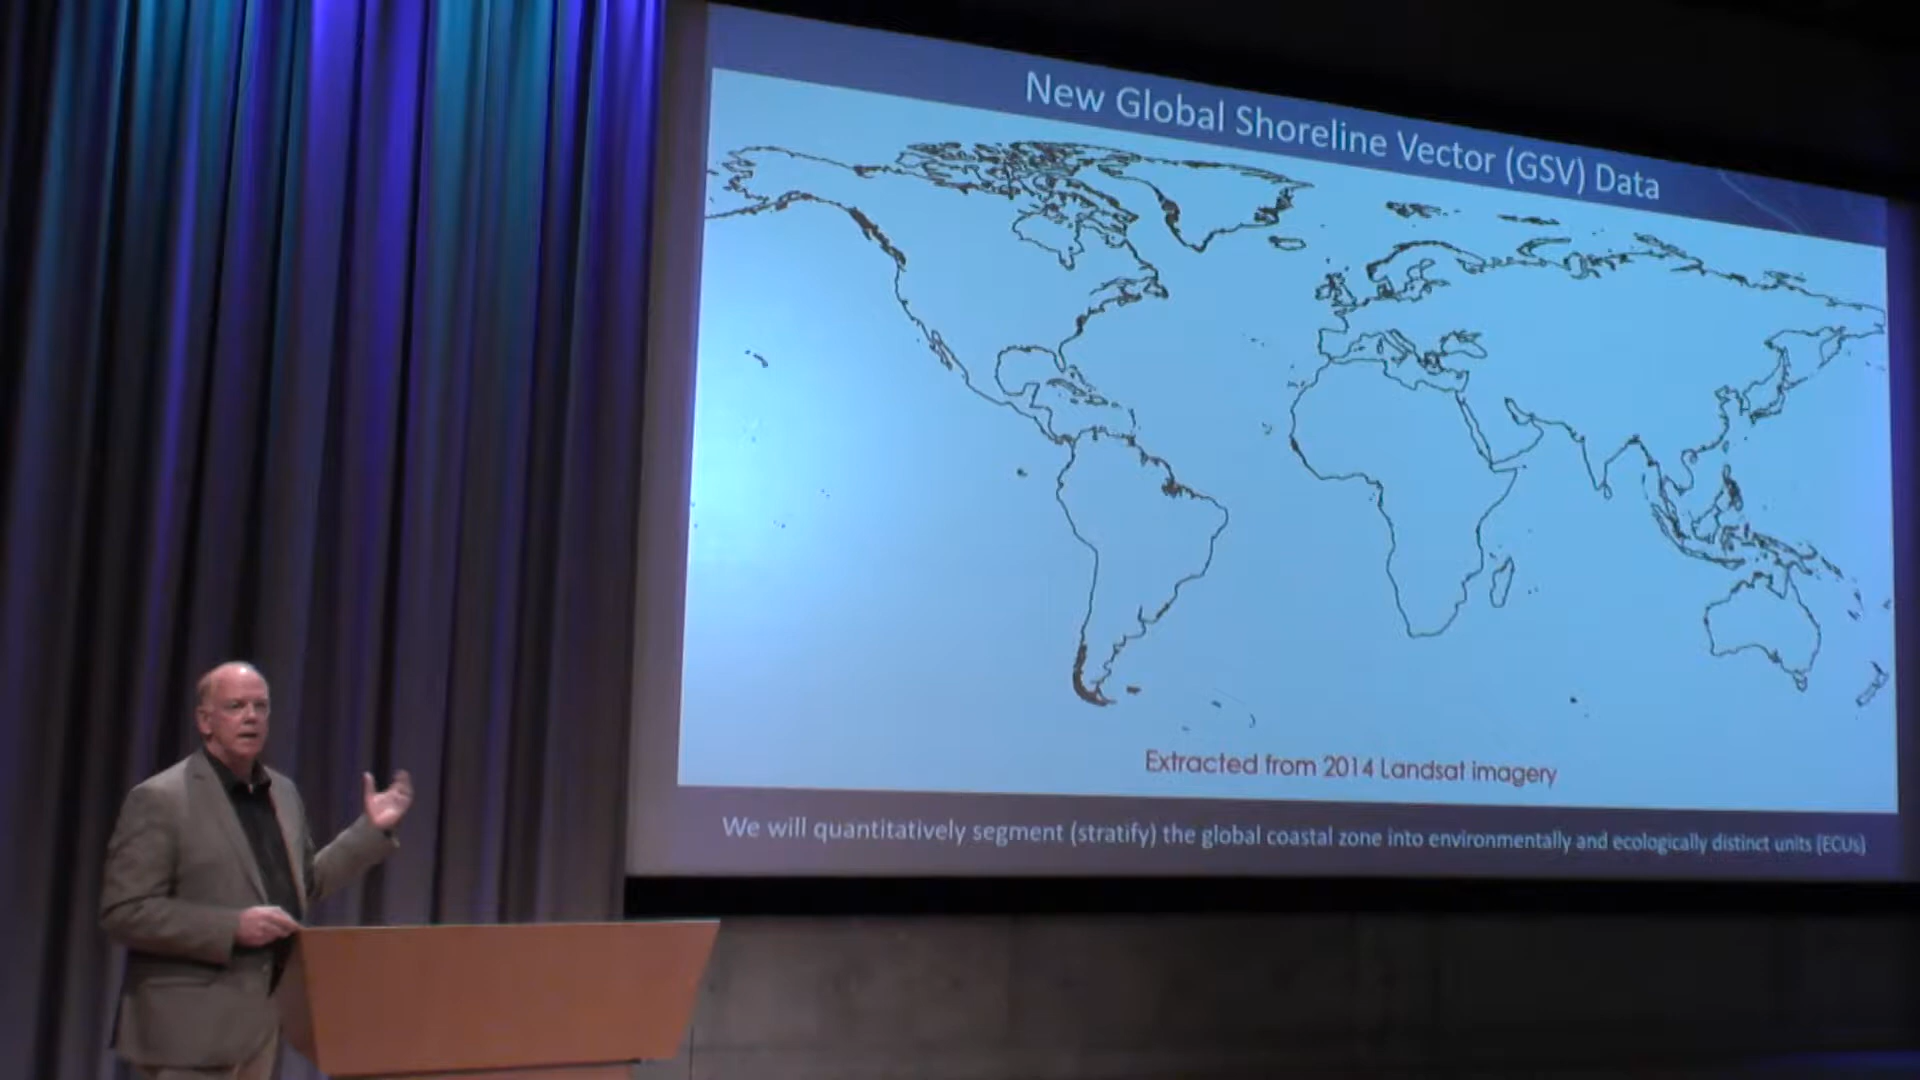 New Global Shoreline Vector (GSV) Data
Extracted from 2014 Landsat imagery
We will quantitatively segment (stratify) the global coastal zone into environmentally and ecologically distinct units (ECUs)